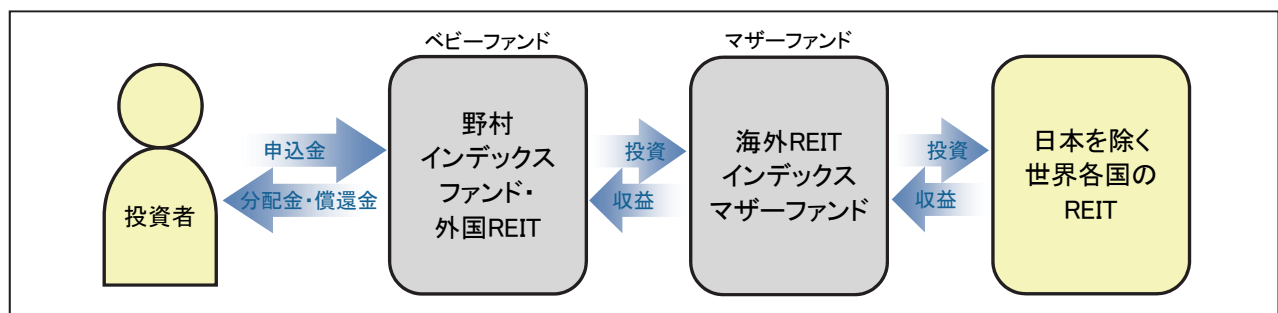 ベビーファンド
マザーファンド
投資者
申込金
分配金・償還金
野村
インデックス
ファンド・
外国REIT
投資
収益
海外REIT
インデックス
マザーファンド
投資
収益
日本を除く
世界各国の
REIT